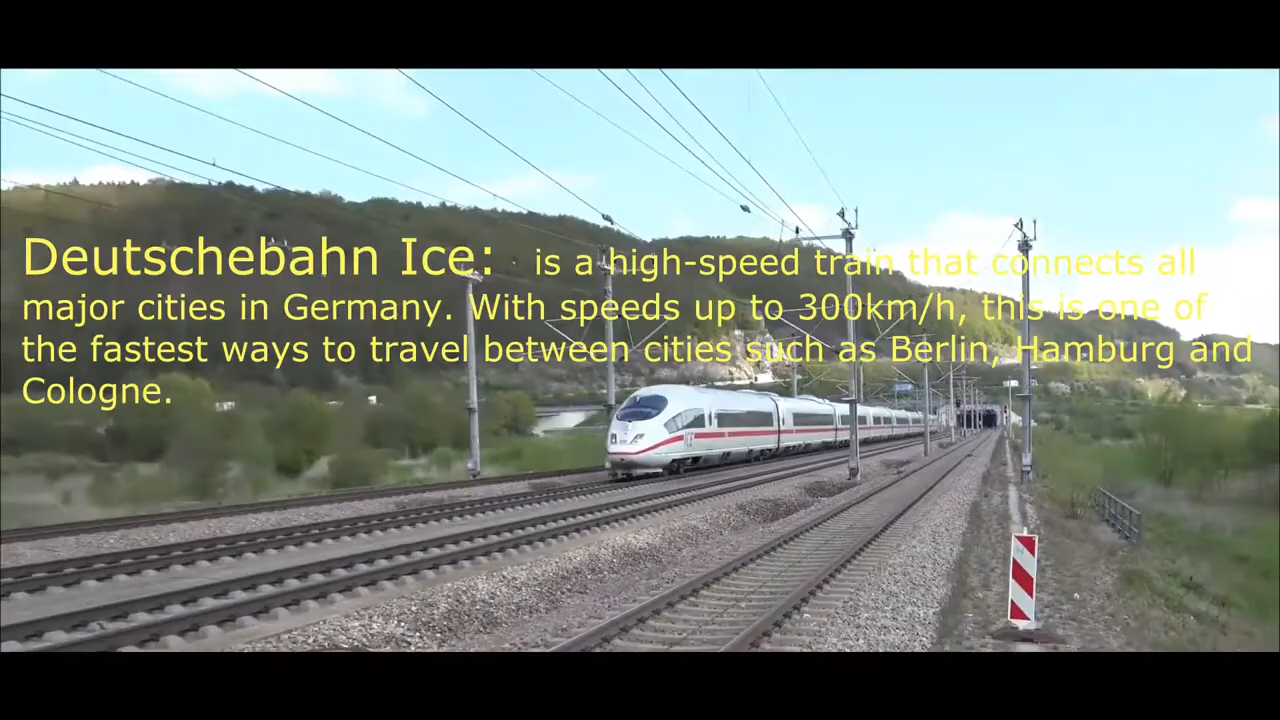 Deutschebahn Ice: is a high-speed train that connects all
major cities in Germany. With speeds up to 300km/h, this is one of
the fastest ways to travel between cities such as Berlin, Hamburg and
Cologne.
ICE